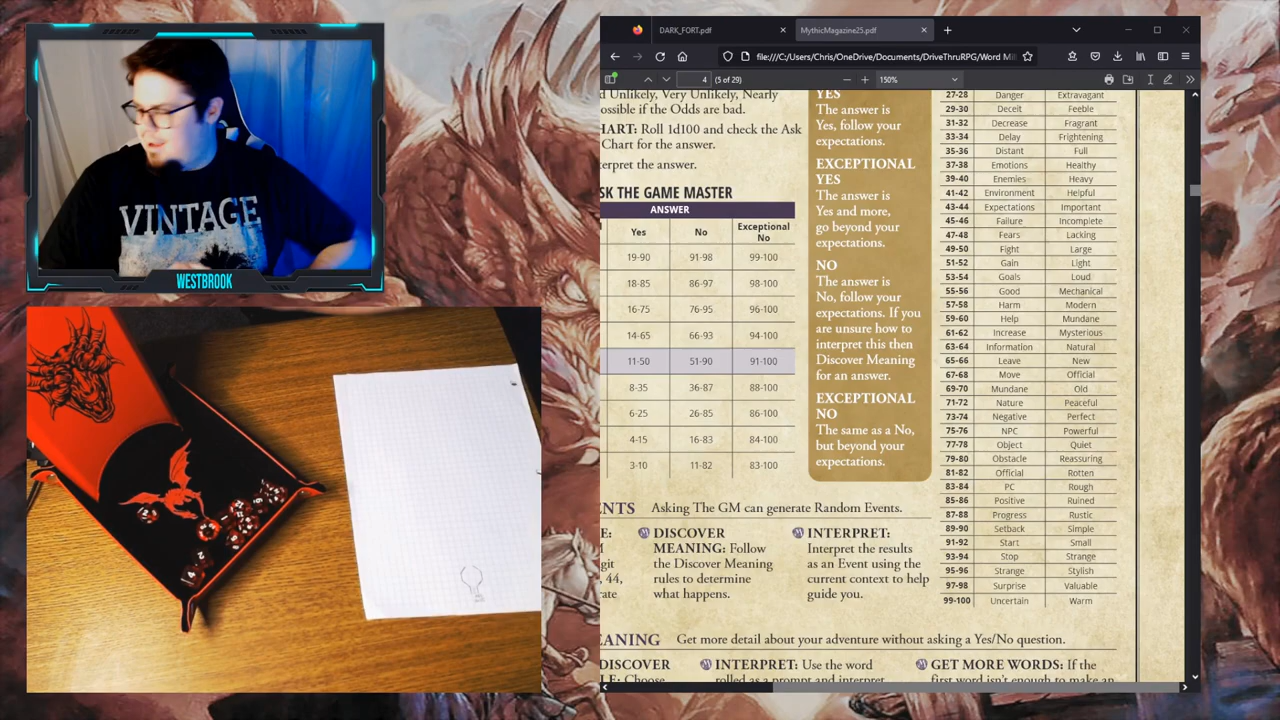 VINTAGE
WESTBROOK
DARK_FORT.pdf
MythicMagazine25.pdf
file:///C:/Users/Chris/OneDrive/Documents/DriveThruRPG/Word Mil
4 (5 of 29)
150%
d Unlikely, Very Unlikely, Nearly
ossible if the Odds are bad.
HART: Roll 1d100 and check the Ask
Chart for the answer.
erpret the answer.
SK THE GAME MASTER
ANSWER
Yes No Exceptional No
19-90 91-98 99-100
18-85 86-97 98-100
16-75 76-95 96-100
14-65 66-93 94-100
11-50 51-90 91-100
8-35 36-87 88-100
6-25 26-85 86-100
4-15 16-83 84-100
3-10 11-82 83-100
YES
The answer is
Yes, follow your
expectations.
EXCEPTIONAL
YES
The answer is
Yes and more,
go beyond your
expectations.
NO
The answer is
No, follow your
expectations. If you
are unsure how to
interpret this then
Discover Meaning
for an answer.
EXCEPTIONAL
NO
The same as a No,
but beyond your
expectations.
27-28 Danger Extravagant
29-30 Deceit Feeble
31-32 Decrease Fragrant
33-34 Delay Frightening
35-36 Distant Full
37-38 Emotions Healthy
39-40 Enemies Heavy
41-42 Environment Helpful
43-44 Expectations Important
45-46 Failure Incomplete
47-48 Fears Lacking
49-50 Fight Large
51-52 Gain Light
53-54 Goals Loud
55-56 Good Mechanical
57-58 Harm Modern
59-60 Help Mundane
61-62 Increase Mysterious
63-64 Information Natural
65-66 Leave New
67-68 Move Official
69-70 Mundane Old
71-72 Nature Peaceful
73-74 Negative Perfect
75-76 NPC Powerful
77-78 Object Quiet
79-80 Obstacle Reassuring
81-82 Official Rotten
83-84 PC Rough
85-86 Positive Ruined
87-88 Progress Rustic
89-90 Setback Simple
91-92 Start Small
93-94 Stop Strange
95-96 Strange Stylish
97-98 Surprise Valuable
99-100 Uncertain Warm
ENTS Asking The GM can generate Random Events.
E:
M
git
, 44,
rate
DISCOVER
MEANING: Follow
the Discover Meaning
rules to determine
what happens.
INTERPRET:
Interpret the results
as an Event using the
current context to help
guide you.
EANING Get more detail about your adventure without asking a Yes/No question.
DISCOVER
LE: Choose
INTERPRET: Use the word
rolled as a prompt and interpret
GET MORE WORDS: If the
first word isn't enough to make an